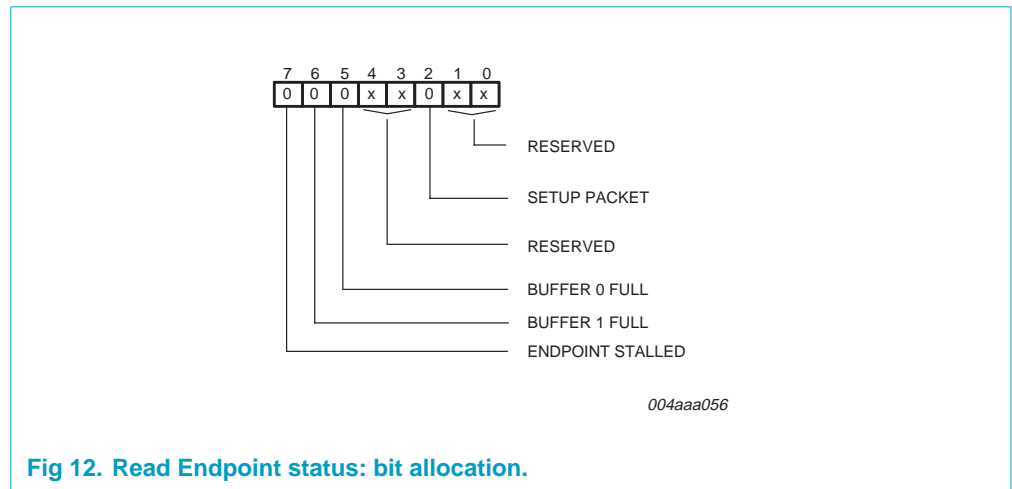 7 6 5 4 3 2 1 0
0 0 0 x x 0 x x
RESERVED
SETUP PACKET
RESERVED
BUFFER 0 FULL
BUFFER 1 FULL
ENDPOINT STALLED
004aaa056
Fig 12. Read Endpoint status: bit allocation.